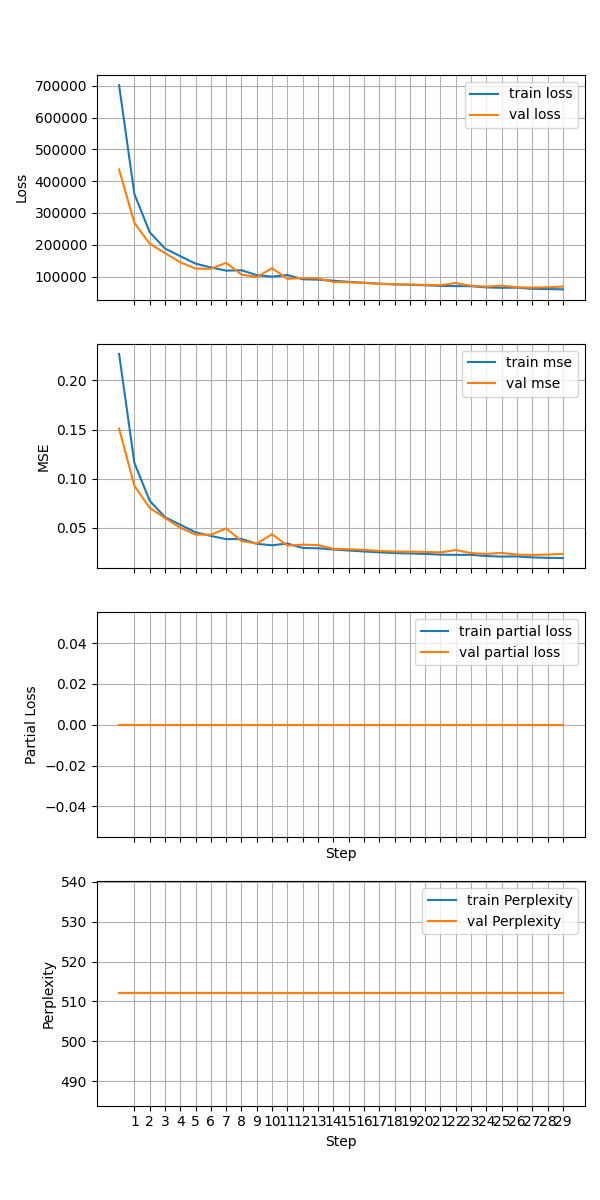 700000
600000
500000
400000
300000
200000
100000
Loss
train loss
val loss
0.20
0.15
0.10
0.05
MSE
train mse
val mse
0.04
0.02
0.00
−0.02
−0.04
Partial Loss
train partial loss
val partial loss
Step
540
530
520
510
500
490
Perplexity
train Perplexity
val Perplexity
1 2 3 4 5 6 7 8 9 10 11 12 13 14 15 16 17 18 19 20 21 22 23 24 25 26 27 28 29
Step